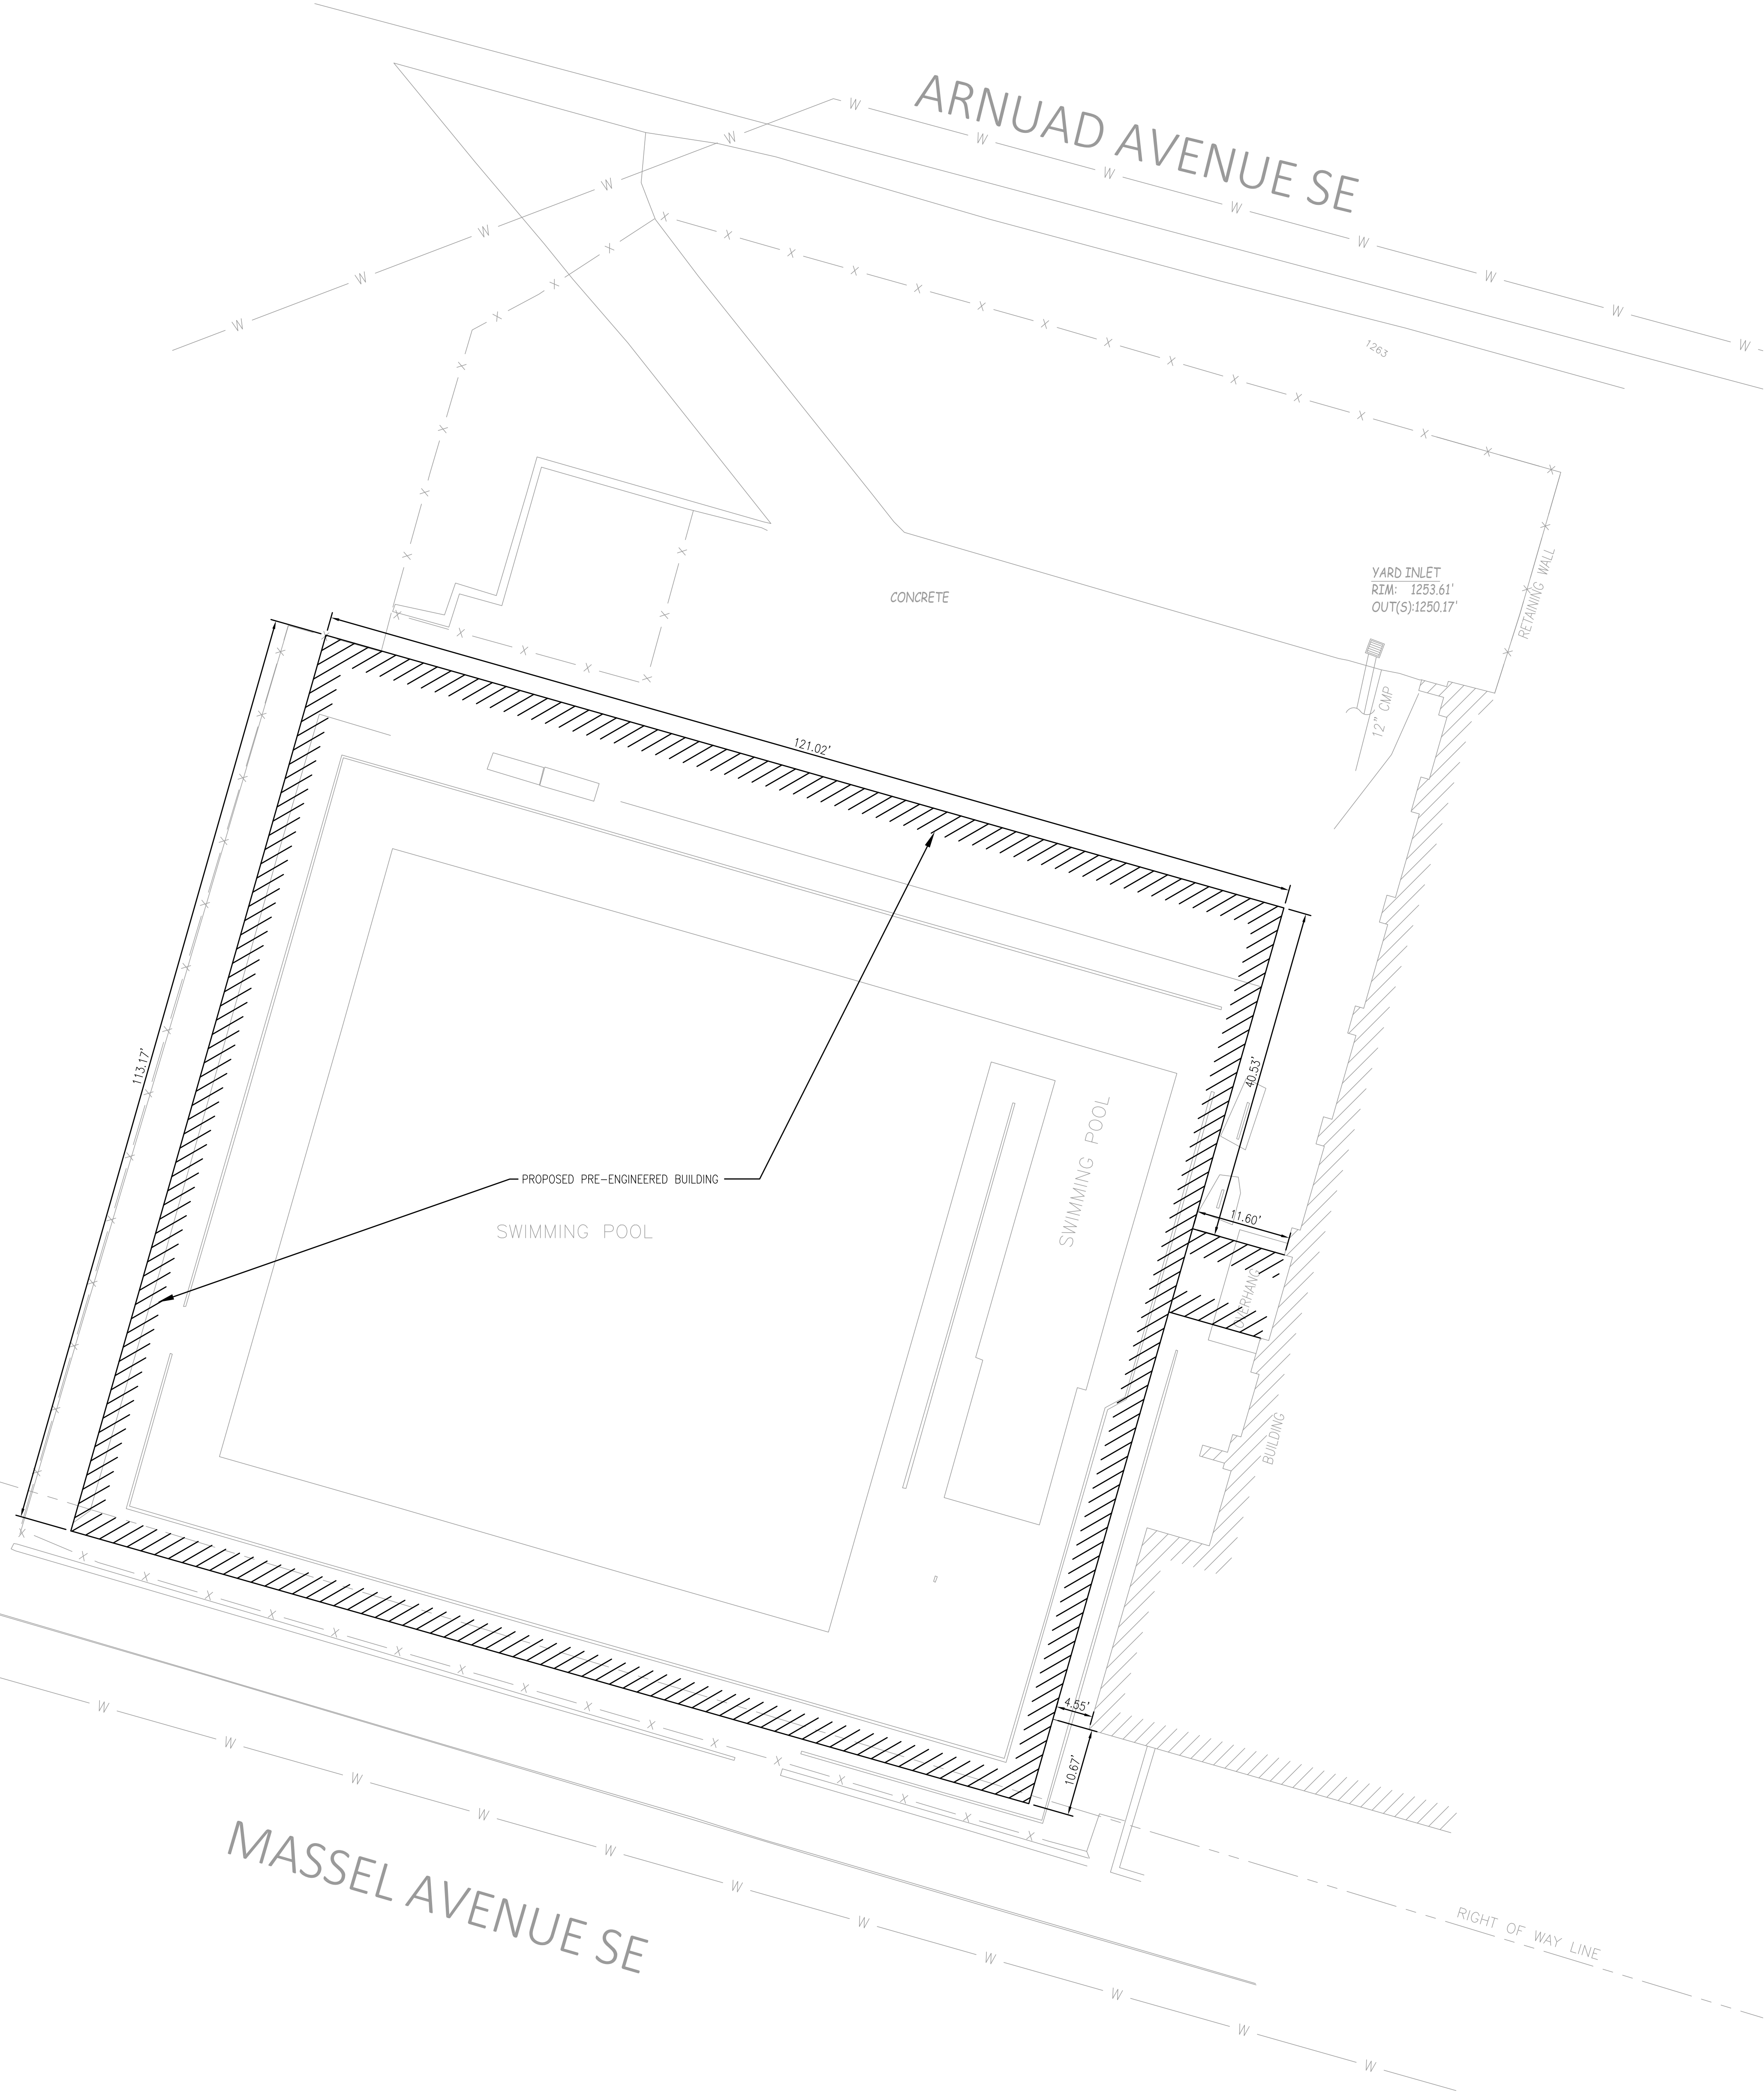 ARNUAD AVENUE SE
1263
YARD INLET
RIM: 1253.61'
OUT(S):1250.17'
RETAINING WALL
CONCRETE
12" CMP
121.02'
113.17'
40.53'
SWIMMING POOL
PROPOSED PRE-ENGINEERED BUILDING
11.60'
SWIMMING POOL
OVERHANG
BUILDING
4.55'
10.67'
MASSEL AVENUE SE
RIGHT OF WAY LINE